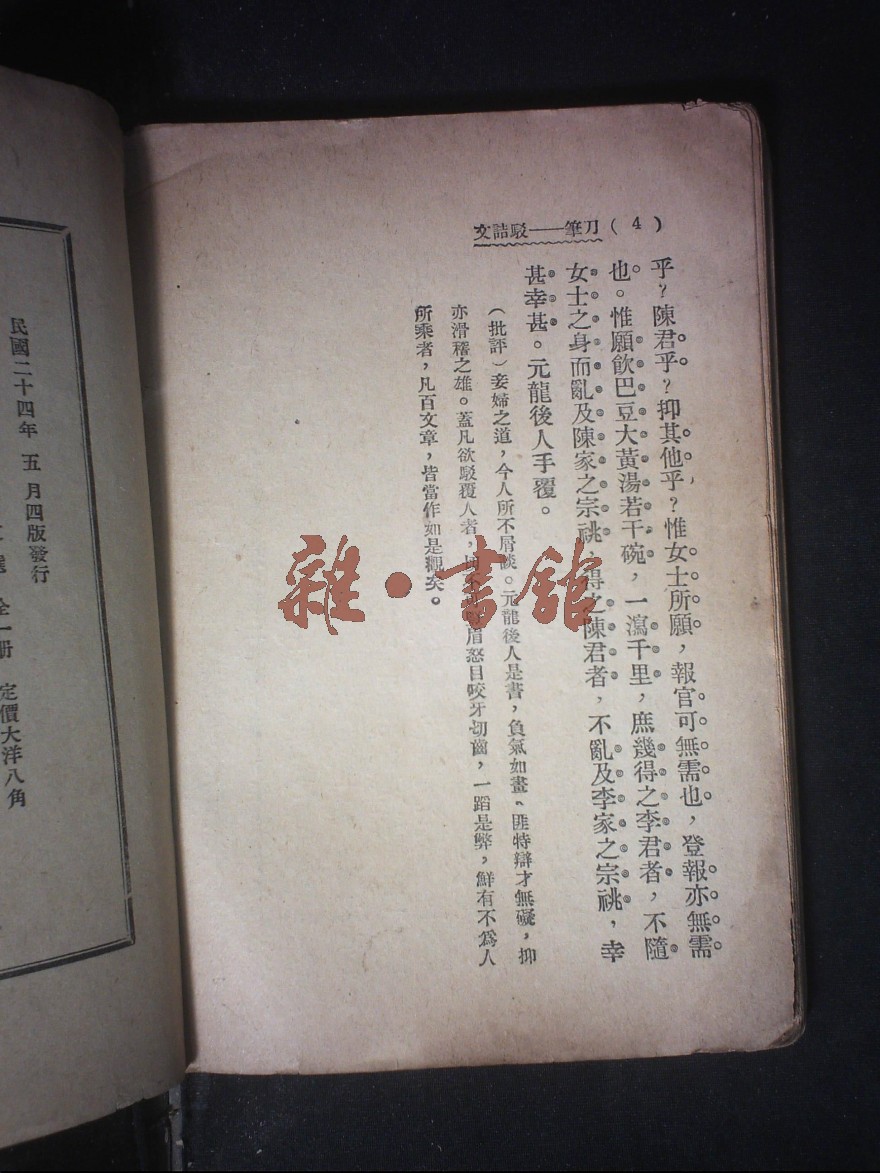 文詰駁——筆刀（4）
乎？陳君乎？抑其他乎？惟女士所願，報官可無需也，登報亦無需
也。惟願飲巴豆大黃湯若干碗，一瀉千里，庶幾得之李君者，不隨
女士之身而亂及陳家之宗祧，得之陳君者，不亂及李家之宗祧，幸
甚幸甚。元龍後人手覆。
（批評）妾婦之道，今人所不屑談。元龍後人是書，負氣如畫，匪特辯才無礙，抑
亦滑稽之雄。蓋凡欲駁覆人者，眉怒目咬牙切齒，一蹈是弊，鮮有不爲人
所乘者，凡百文章，皆當作如是觀矣。
雜·書館
民國二十四年五月四版發行
全一册
定價大洋八角